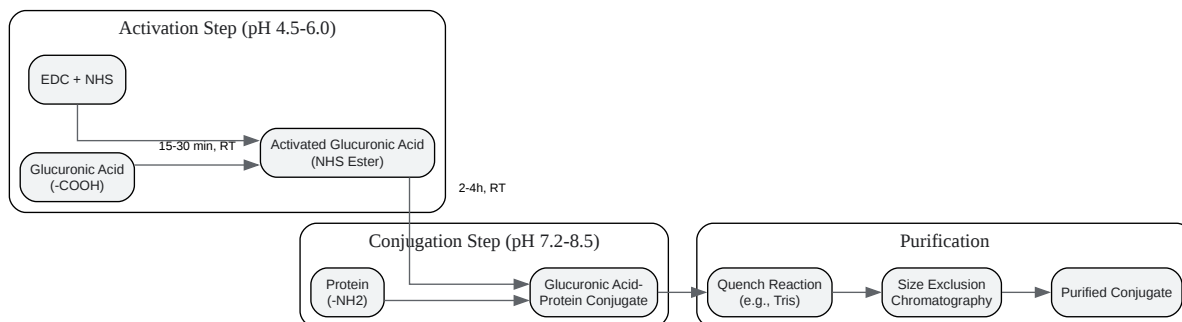 Activation Step (pH 4.5-6.0)
EDC + NHS
15-30 min, RT
Glucuronic Acid
(-COOH)
Activated Glucuronic Acid
(NHS Ester)
2-4h, RT
Conjugation Step (pH 7.2-8.5)
Protein
(-NH2)
Glucuronic Acid-
Protein Conjugate
Purification
Quench Reaction
(e.g., Tris)
Size Exclusion
Chromatography
Purified Conjugate